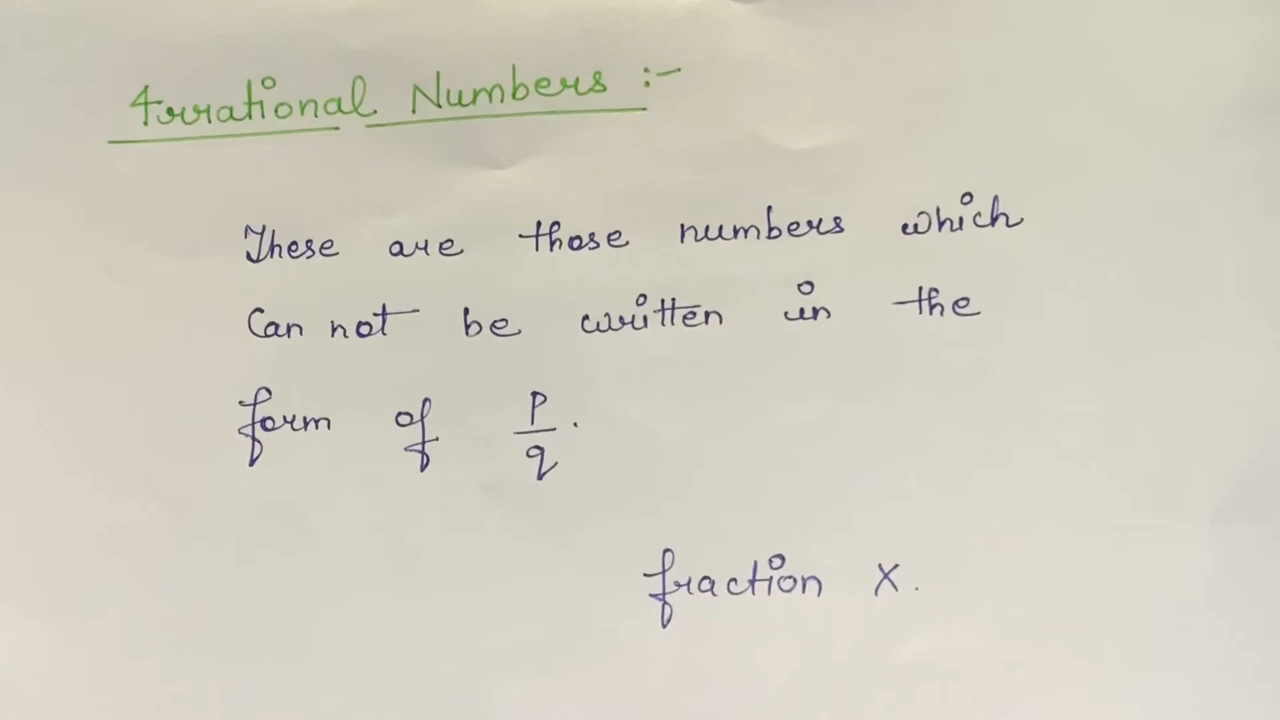 Irrational Numbers :-
These are those numbers which
Can not be written in the
form of p/q.
fraction X.